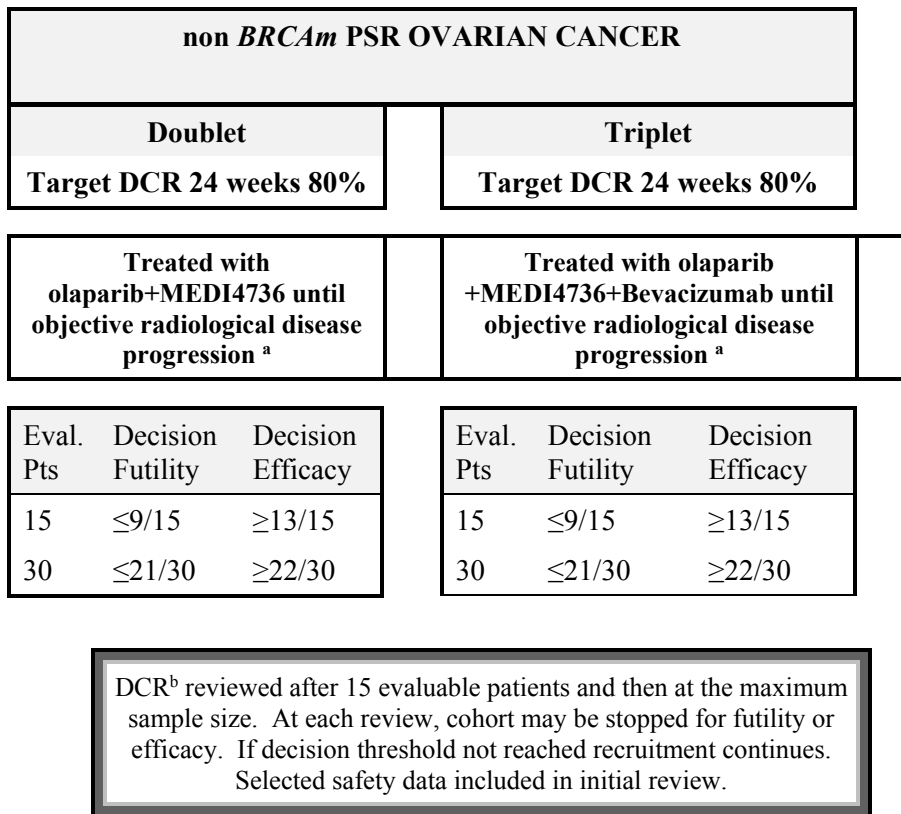 non BRCAm PSR OVARIAN CANCER
Doublet
Target DCR 24 weeks 80%
Triplet
Target DCR 24 weeks 80%
Treated with
olaparib+MEDI4736 until
objective radiological disease
progression a
Treated with olaparib
+MEDI4736+Bevacizumab until
objective radiological disease
progression a
Eval. Pts Decision Futility Decision Efficacy
15 ≤9/15 ≥13/15
30 ≤21/30 ≥22/30
Eval. Pts Decision Futility Decision Efficacy
15 ≤9/15 ≥13/15
30 ≤21/30 ≥22/30
DCRb reviewed after 15 evaluable patients and then at the maximum
sample size. At each review, cohort may be stopped for futility or
efficacy. If decision threshold not reached recruitment continues.
Selected safety data included in initial review.